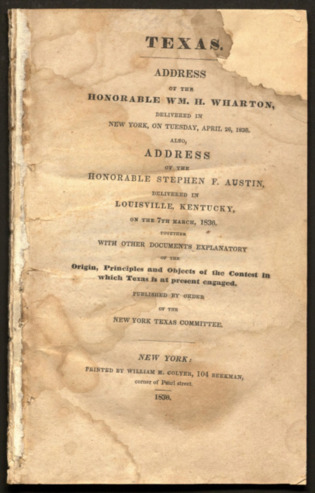 TEXAS.
ADDRESS
OF THE
HONORABLE WM. H. WHARTON,
DELIVERED IN
NEW YORK, ON TUESDAY, APRIL 26, 1836.
ALSO,
ADDRESS
OF THE
HONORABLE STEPHEN F. AUSTIN,
DELIVERED IN
LOUISVILLE, KENTUCKY,
ON THE 7TH MARCH, 1836.
TOGETHER
WITH OTHER DOCUMENTS EXPLANATORY
OF THE
Origin, Principles and Objects of the Contest in
which Texas is at present engaged.
PUBLISHED BY ORDER
OF THE
NEW YORK TEXAS COMMITTEE.
NEW YORK:
PRINTED BY WILLIAM H. COLYER, 104 BEEKMAN,
corner of Pearl street.
1836.